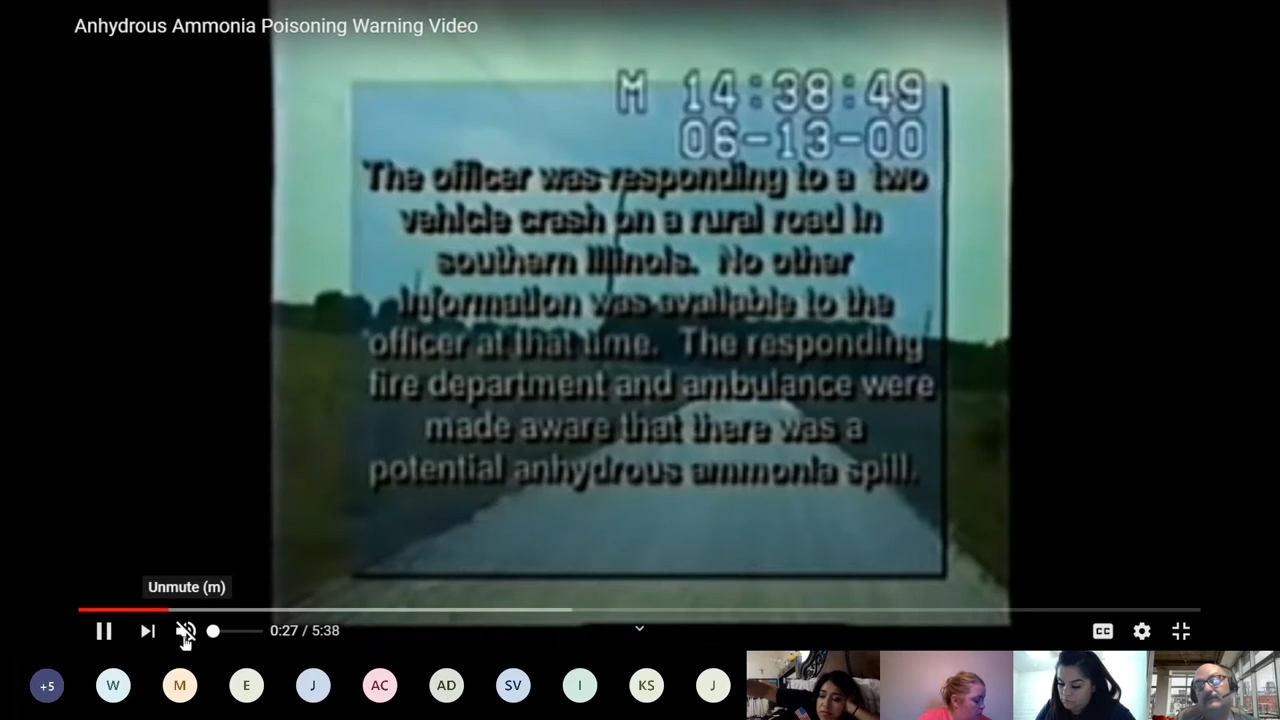 Anhydrous Ammonia Poisoning Warning Video
M 14:38:49
06-13-00
The officer was responding to a two
vehicle crash on a rural road in
southern Illinois. No other
information was available to the
officer at that time. The responding
fire department and ambulance were
made aware that there was a
potential anhydrous ammonia spill.
Unmute (m)
0:27 / 5:38
CC
+5 W M E J AC AD SV I KS J